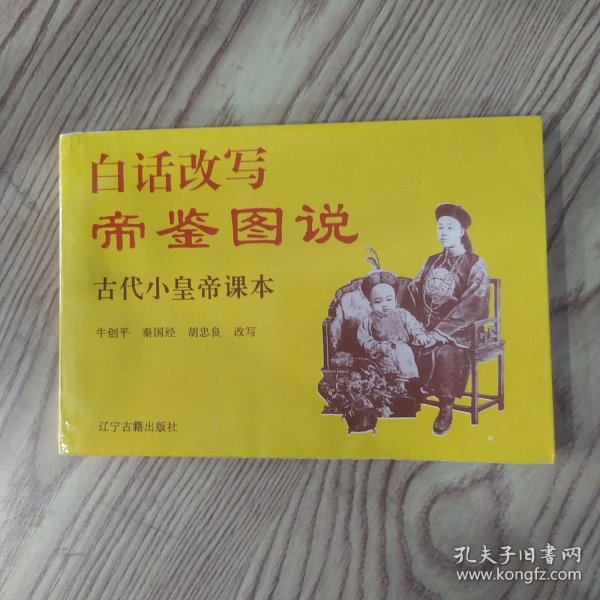 白话改写
帝鉴图说
古代小皇帝课本
牛创平 秦国经 胡忠良 改写
辽宁古籍出版社
孔夫子旧书网
www.kongfz.com